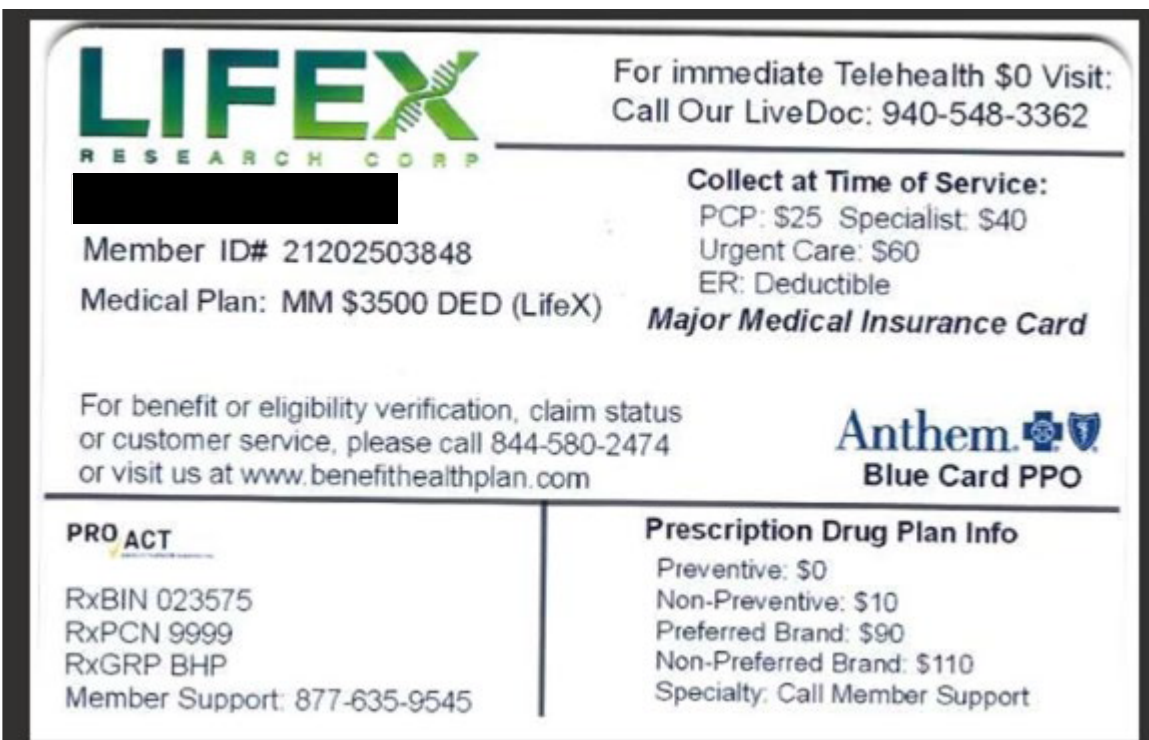 LIFEX
RESEARCH CORP
For immediate Telehealth $0 Visit:
Call Our LiveDoc: 940-548-3362
Collect at Time of Service:
PCP: $25 Specialist: $40
Urgent Care: $60
ER: Deductible
Major Medical Insurance Card
Member ID# 21202503848
Medical Plan: MM $3500 DED (LifeX)
For benefit or eligibility verification, claim status
or customer service, please call 844-580-2474
or visit us at www.benefithealthplan.com
Anthem.
Blue Card PPO
PRO ACT
RxBIN 023575
RxPCN 9999
RxGRP BHP
Member Support: 877-635-9545
Prescription Drug Plan Info
Preventive: $0
Non-Preventive: $10
Preferred Brand: $90
Non-Preferred Brand: $110
Specialty: Call Member Support